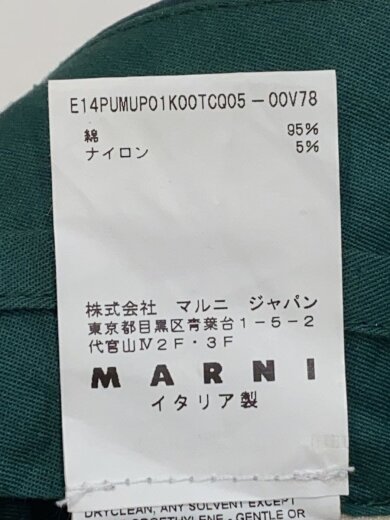 E14PUMUP01K00TCQ05-00V78
綿 95%
ナイロン 5%
株式会社 マルニ ジャパン
東京都目黒区青葉台1-5-2
代官山Ⅳ2F・3F
MARNI
イタリア製
DRYCLEAN, ANY SOLVENT EXCEPT
- GENTLE OR